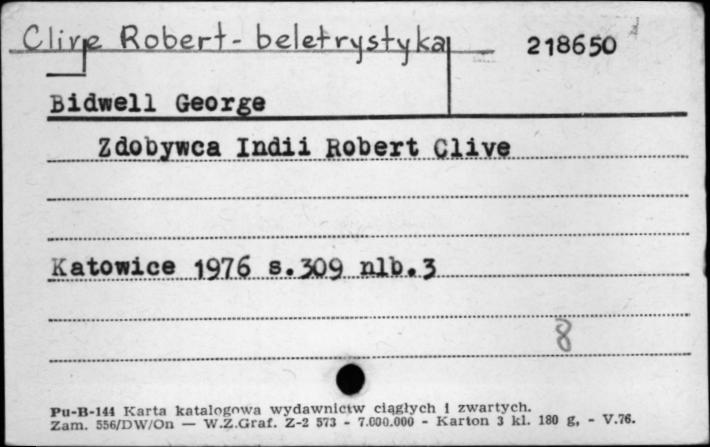 Clive Robert - beletrystyka 218650
Bidwell George
Zdobywca Indii Robert Clive
Katowice 1976 s.309 nlb.3
8
Pu-B-144 Karta katalogowa wydawnictw ciągłych i zwartych.
Zam. 556/DW/On — W.Z.Graf. Z-2 573 - 7.000.000 - Karton 3 kl. 180 g, - V.76.